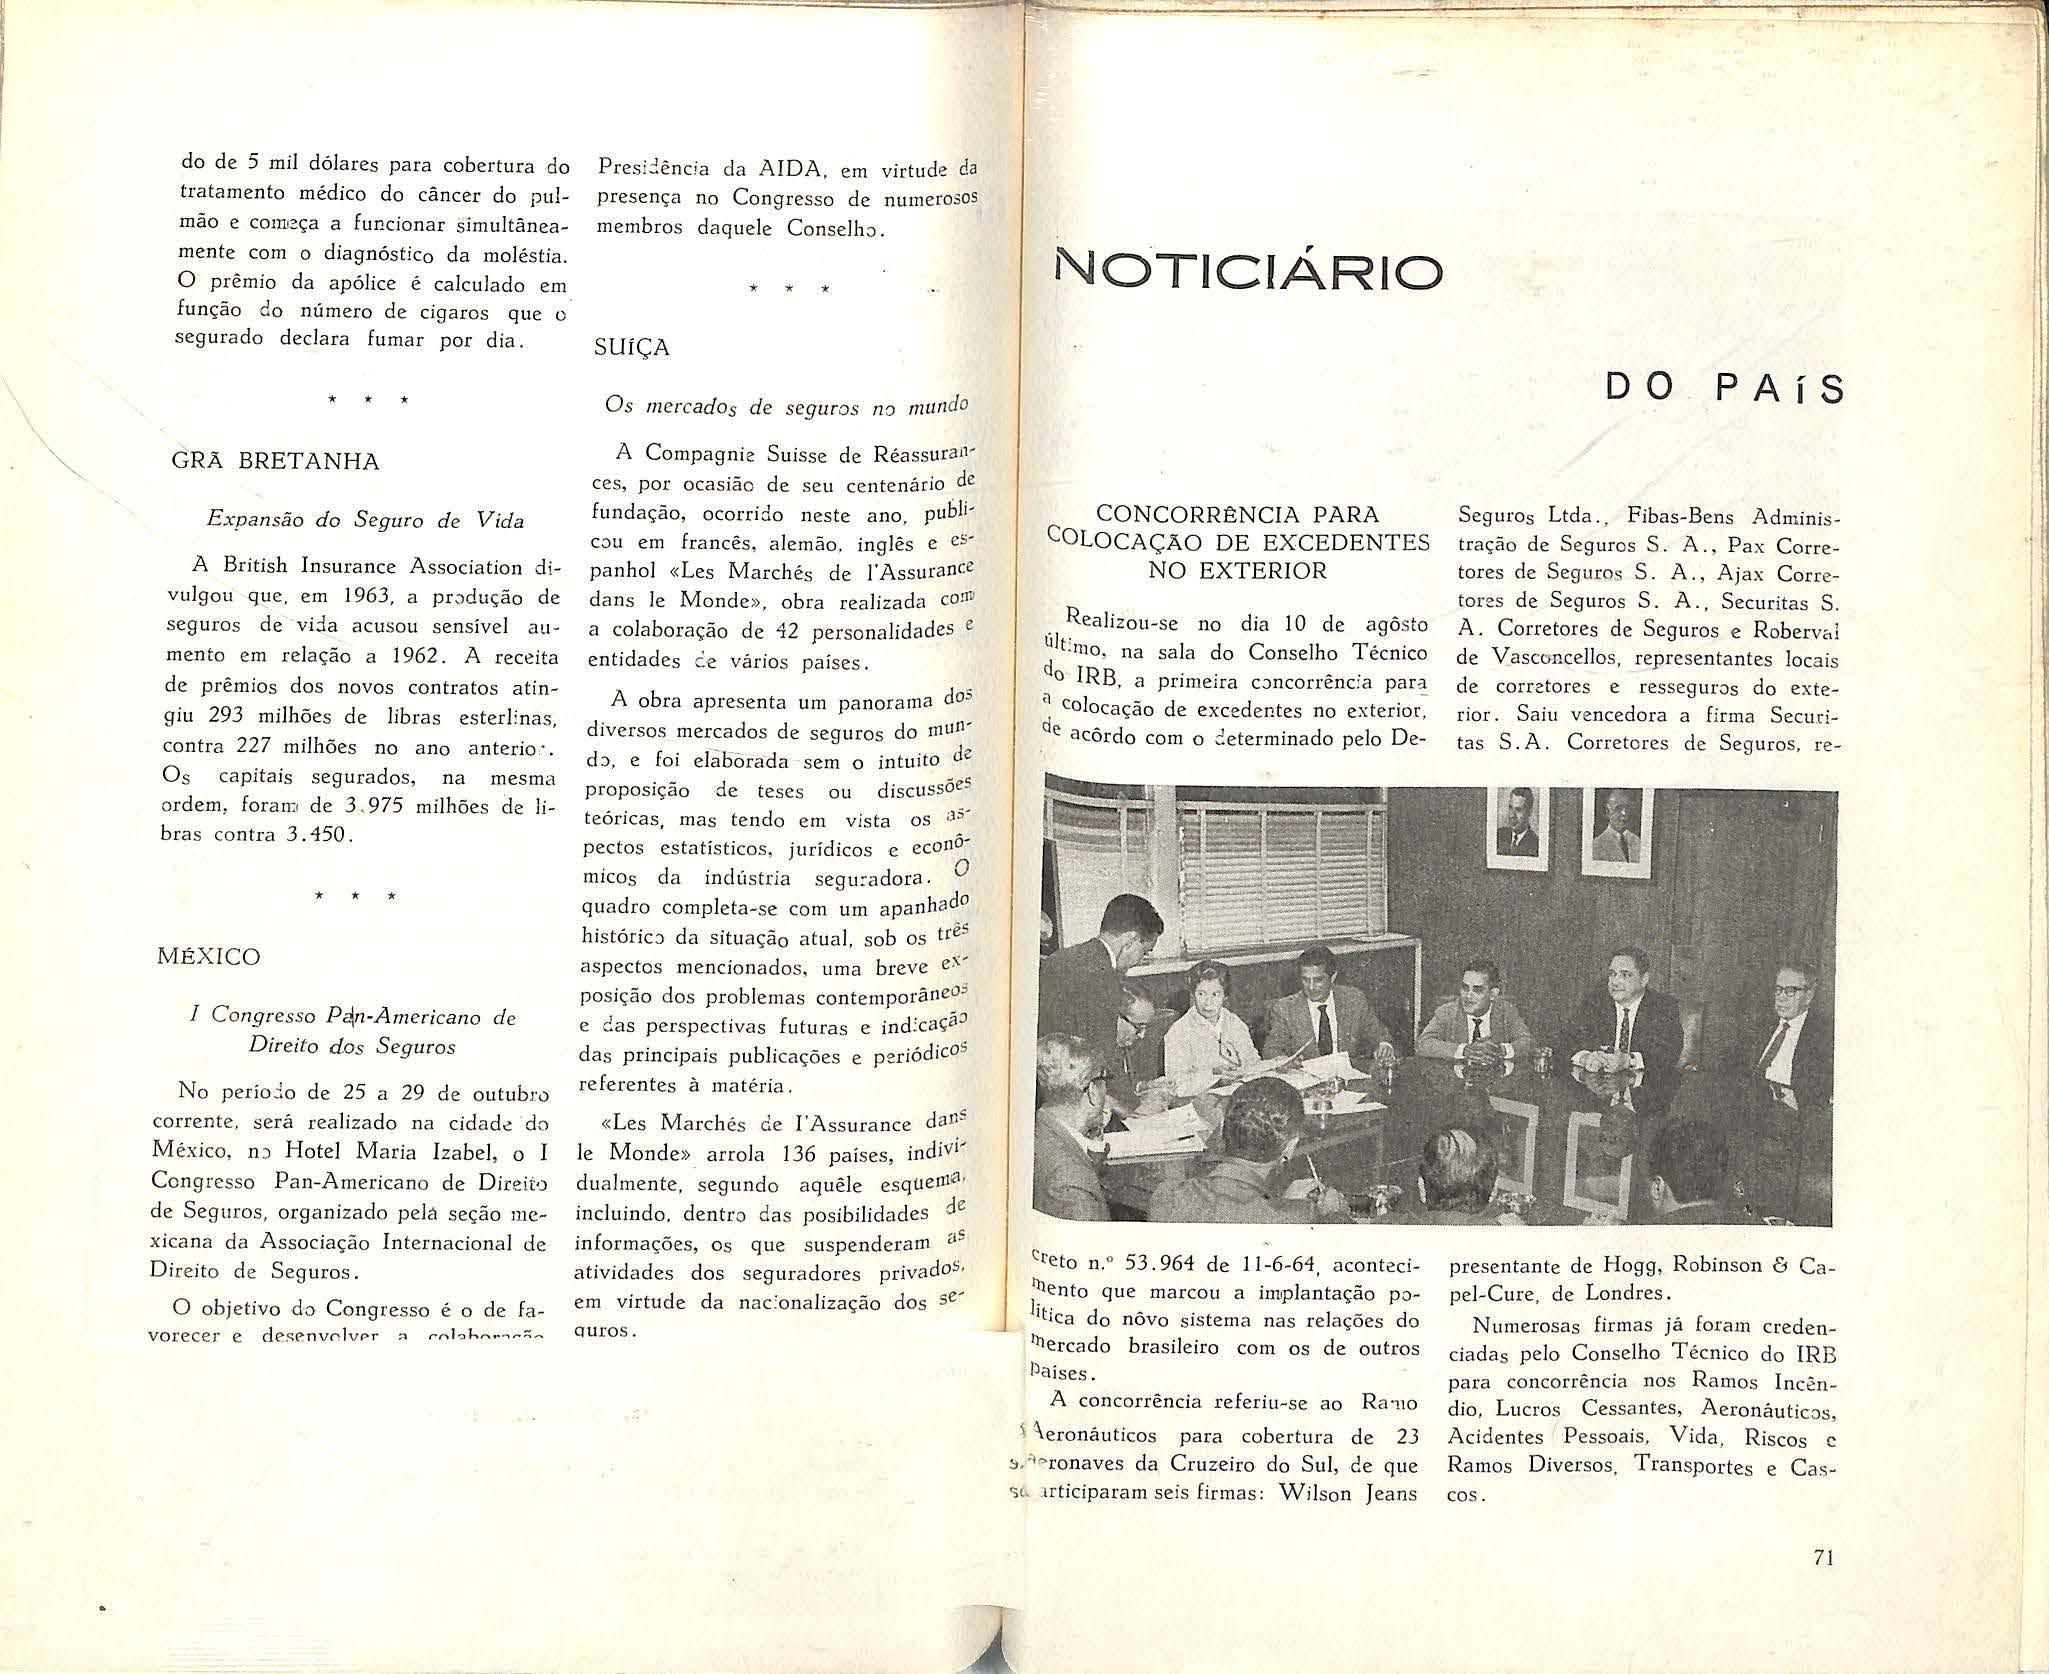 do de 5 mil dólares para cobertura do
tratamento médico do câncer do pul-
mão e começa a funcionar simultânea-
mente com o diagnóstico da moléstia.
O prêmio da apólice é calculado em
função do número de cigaros que o
segurado declara fumar por dia.
* * *
GRÃ BRETANHA
Expansão do Seguro de Vida
A British Insurance Association di-
vulgou que, em 1963, a produção de
seguros de vida acusou sensível au-
mento em relação a 1962. A receita
de prêmios dos novos contratos atin-
giu 293 milhões de libras esterlinas,
contra 227 milhões no ano anterior.
Os capitais segurados, na mesma
ordem, foram de 3.975 milhões de li-
bras contra 3.450.
* * *
MÉXICO
I Congresso Pan-Americano de
Direito dos Seguros
No período de 25 a 29 de outubro
corrente, será realizado na cidade do
México, no Hotel Maria Izabel, o I
Congresso Pan-Americano de Direito
de Seguros, organizado pela seção me-
xicana da Associação Internacional de
Direito de Seguros.
O objetivo do Congresso é o de fa-
vorecer e desenvolver a colaboração
Presidência da AIDA, em virtude da
presença no Congresso de numerosos
membros daquele Conselho.
* * *
SUÍÇA
Os mercados de seguros no mundo
A Compagnie Suisse de Réassuran-
ces, por ocasião de seu centenário de
fundação, ocorrido neste ano, publi-
cou em francês, alemão, inglês e es-
panhol «Les Marchés de l'Assurance
dans le Monde», obra realizada com
a colaboração de 42 personalidades e
entidades de vários países.
A obra apresenta um panorama dos
diversos mercados de seguros do mun-
do, e foi elaborada sem o intuito de
proposição de teses ou discussões
teóricas, mas tendo em vista os as-
pectos estatísticos, jurídicos e econô-
micos da indústria seguradora. O
quadro completa-se com um apanhado
histórico da situação atual, sob os três
aspectos mencionados, uma breve ex-
posição dos problemas contemporâneos
e das perspectivas futuras e indicação
das principais publicações e periódicos
referentes à matéria.
«Les Marchés de l'Assurance dans
le Monde» arrola 136 países, indivi-
dualmente, segundo aquêle esquema,
incluindo, dentro das posibilidades de
informações, os que suspenderam as
atividades dos seguradores privados,
em virtude da nacionalização dos se-
guros.
NOTICIÁRIO
DO PAÍS
CONCORRÊNCIA PARA
COLOCAÇÃO DE EXCEDENTES
NO EXTERIOR
Realizou-se no dia 10 de agôsto
último, na sala do Conselho Técnico
do IRB, a primeira concorrência para
a colocação de excedentes no exterior,
de acôrdo com o determinado pelo De-
creto n.º 53.964 de 11-6-64, aconteci-
mento que marcou a implantação po-
lítica do nôvo sistema nas relações do
mercado brasileiro com os de outros
Países.
A concorrência referiu-se ao Ramo
Aeronáuticos para cobertura de 23
aeronaves da Cruzeiro do Sul, de que
participaram seis firmas: Wilson Jeans
Seguros Ltda., Fibas-Bens Adminis-
tração de Seguros S. A., Pax Corre-
tores de Seguros S. A., Ajax Corre-
tores de Seguros S. A., Securitas S.
A. Corretores de Seguros e Roberval
de Vasconcellos, representantes locais
de corretores e resseguros do exte-
rior. Saiu vencedora a firma Securi-
tas S.A. Corretores de Seguros, re-
presentante de Hogg, Robinson & Ca-
pel-Cure, de Londres.
Numerosas firmas já foram creden-
ciadas pelo Conselho Técnico do IRB
para concorrência nos Ramos Incên-
dio, Lucros Cessantes, Aeronáuticos,
Acidentes Pessoais, Vida, Riscos e
Ramos Diversos, Transportes e Cas-
cos.
71